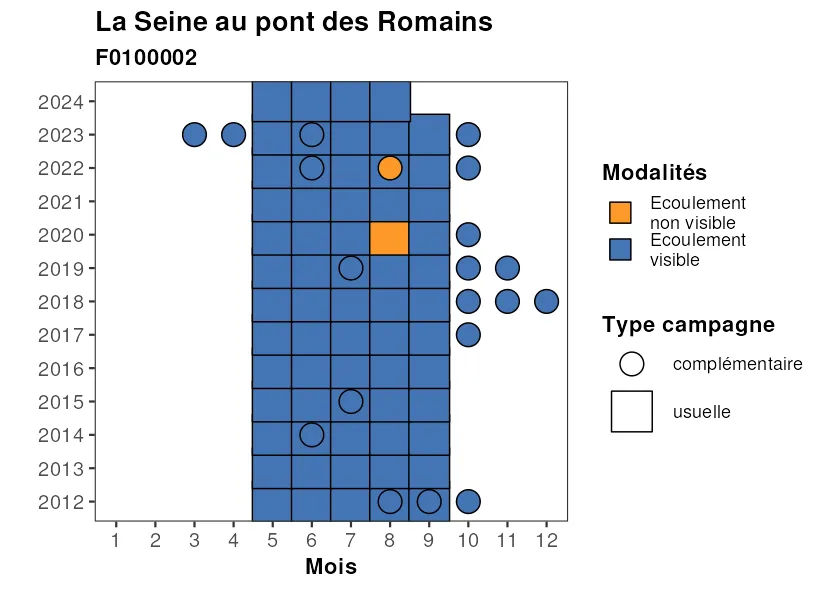 La Seine au pont des Romains
F0100002
2024
2023
2022
2021
2020
2019
2018
2017
2016
2015
2014
2013
2012
1 2 3 4 5 6 7 8 9 10 11 12
Mois
Modalités
Ecoulement
non visible
Ecoulement
visible
Type campagne
complémentaire
usuelle